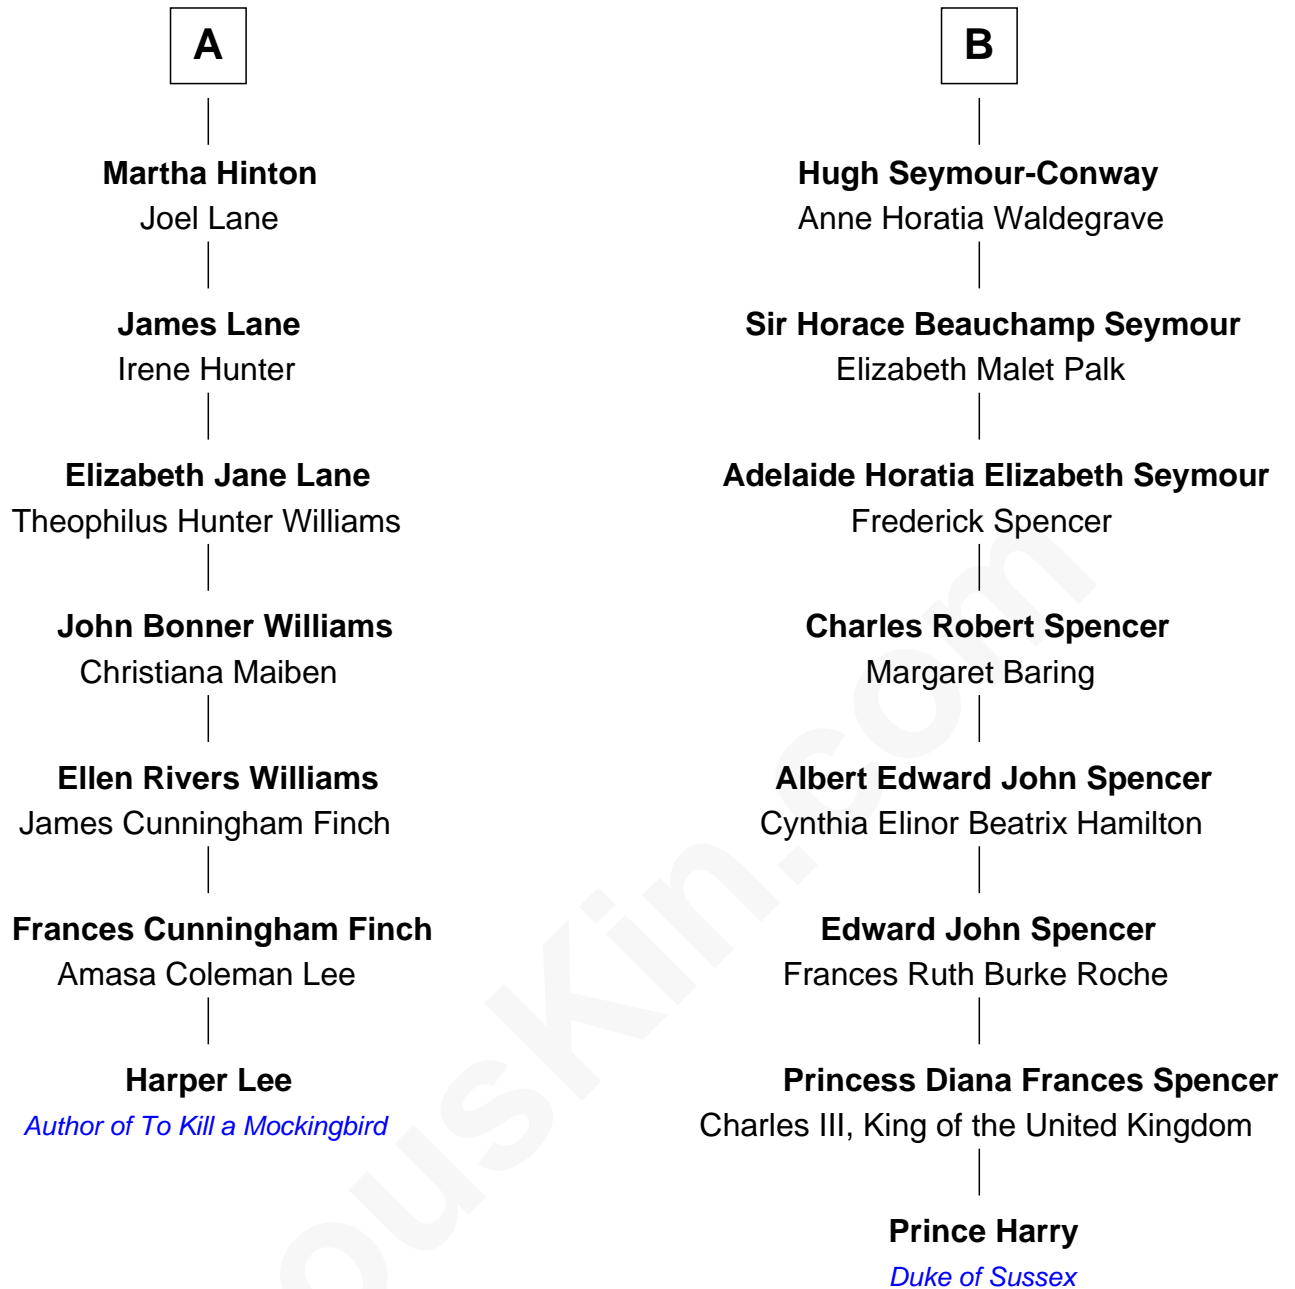 A
Martha Hinton
Joel Lane
James Lane
Irene Hunter
Elizabeth Jane Lane
Theophilus Hunter Williams
John Bonner Williams
Christiana Maiben
Ellen Rivers Williams
James Cunningham Finch
Frances Cunningham Finch
Amasa Coleman Lee
Harper Lee
Author of To Kill a Mockingbird
B
Hugh Seymour-Conway
Anne Horatia Waldegrave
Sir Horace Beauchamp Seymour
Elizabeth Malet Palk
Adelaide Horatia Elizabeth Seymour
Frederick Spencer
Charles Robert Spencer
Margaret Baring
Albert Edward John Spencer
Cynthia Elinor Beatrix Hamilton
Edward John Spencer
Frances Ruth Burke Roche
Princess Diana Frances Spencer
Charles III, King of the United Kingdom
Prince Harry
Duke of Sussex
ousKin.com